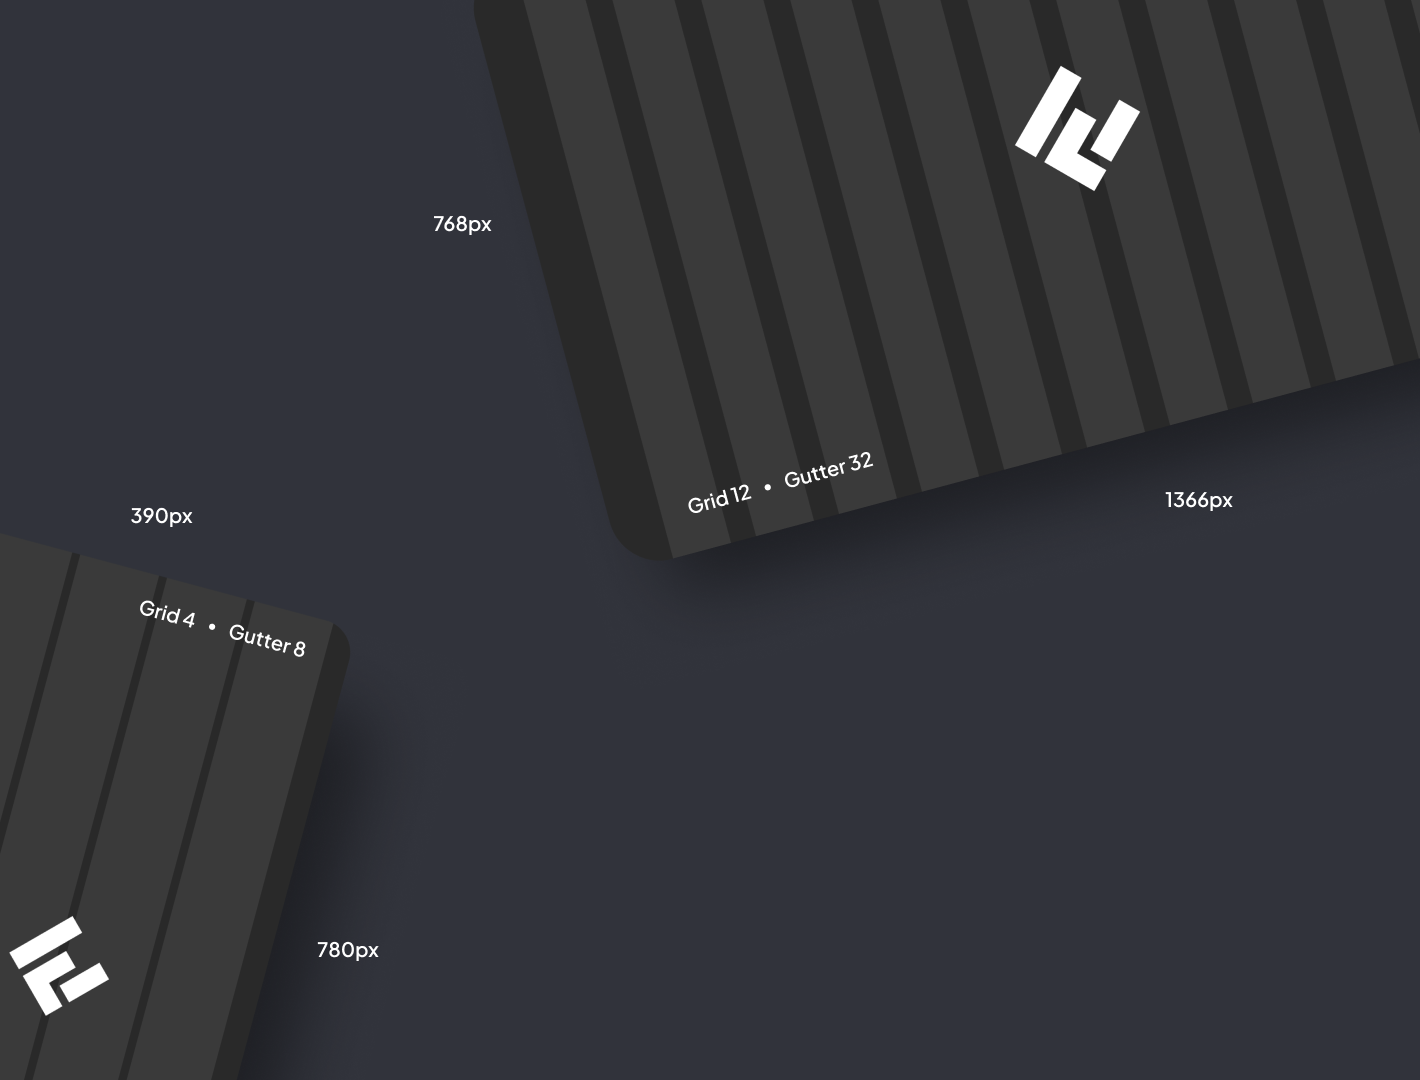 768px
Grid 12 • Gutter 32
1366px
390px
Grid 4 • Gutter 8
780px